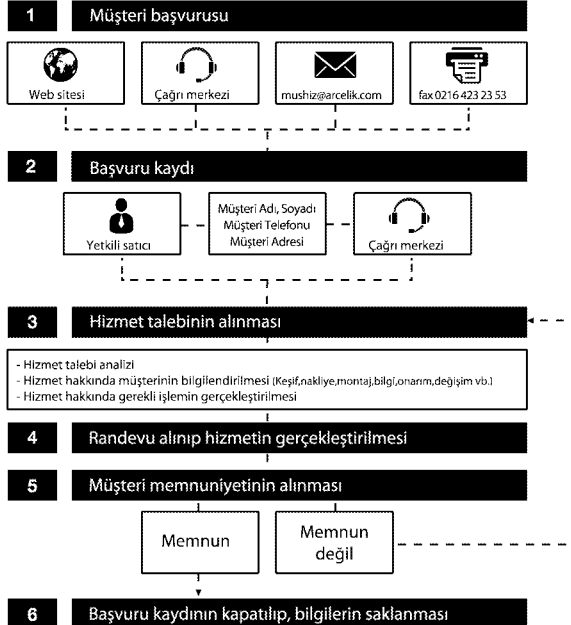 1 Müşteri başvurusu
Web sitesi
Çağrı merkezi
mushiz@arcelik.com
fax 0216 423 23 53
2 Başvuru kaydı
Yetkili satıcı
Müşteri Adı, Soyadı
Müşteri Telefonu
Müşteri Adresi
Çağrı merkezi
3 Hizmet talebinin alınması
- Hizmet talebi analizi
- Hizmet hakkında müşterinin bilgilendirilmesi (Keşif,nakliye,montaj,bilgi,onarım,değişim vb.)
- Hizmet hakkında gerekli işlemin gerçekleştirilmesi
4 Randevu alınıp hizmetin gerçekleştirilmesi
5 Müşteri memnuniyetinin alınması
Memnun
Memnun
değil
6 Başvuru kaydının kapatılıp, bilgilerin saklanması